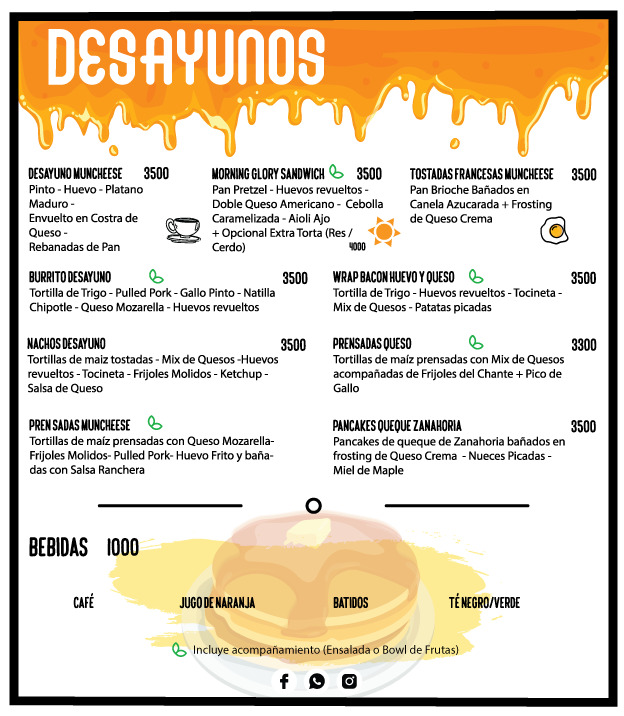 DESAYUNOS
DESAYUNO MUNCHEESE 3500
Pinto - Huevo - Platano
Maduro -
Envuelto en Costra de
Queso -
Rebanadas de Pan
MORNING GLORY SANDWICH 3500
Pan Pretzel - Huevos revueltos -
Doble Queso Americano - Cebolla
Caramelizada - Aioli Ajo
+ Opcional Extra Torta (Res /
Cerdo) 4000
TOSTADAS FRANCESAS MUNCHEESE 3500
Pan Brioche Bañados en
Canela Azucarada + Frosting
de Queso Crema
BURRITO DESAYUNO 3500
Tortilla de Trigo - Pulled Pork - Gallo Pinto - Natilla
Chipotle - Queso Mozarella - Huevos revueltos
WRAP BACON HUEVO Y QUESO 3500
Tortilla de Trigo - Huevos revueltos - Tocineta -
Mix de Quesos - Patatas picadas
NACHOS DESAYUNO 3500
Tortillas de maiz tostadas - Mix de Quesos -Huevos
revueltos - Tocineta - Frijoles Molidos - Ketchup -
Salsa de Queso
PRENSADAS QUESO 3300
Tortillas de maíz prensadas con Mix de Quesos
acompañadas de Frijoles del Chante + Pico de
Gallo
PREN SADAS MUNCHEESE
Tortillas de maíz prensadas con Queso Mozarella-
Frijoles Molidos- Pulled Pork- Huevo Frito y baña-
das con Salsa Ranchera
PANCAKES QUEQUE ZANAHORIA 3500
Pancakes de queque de Zanahoria bañados en
frosting de Queso Crema - Nueces Picadas -
Miel de Maple
BEBIDAS 1000
CAFÉ JUGO DE NARANJA BATIDOS TÉ NEGRO/VERDE
Incluye acompañamiento (Ensalada o Bowl de Frutas)